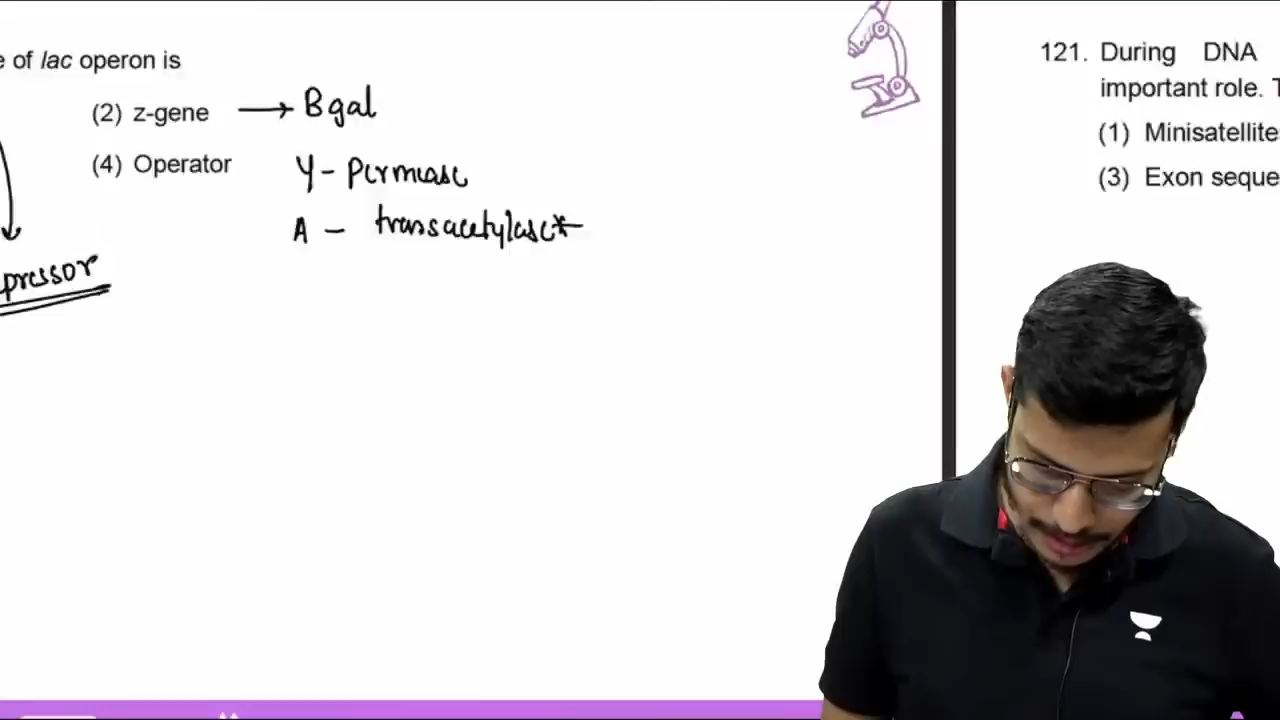 e of lac operon is
(2) z-gene → Bgal
(4) Operator
Y - Permease
A - transacetylase*
pressor
121. During DNA
important role. T
(1) Minisatellite
(3) Exon seque